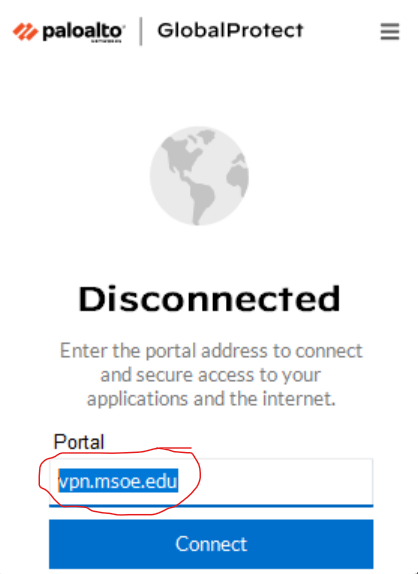 paloalto GlobalProtect
NETWORKS
Disconnected
Enter the portal address to connect
and secure access to your
applications and the internet.
Portal
vpn.msoe.edu
Connect